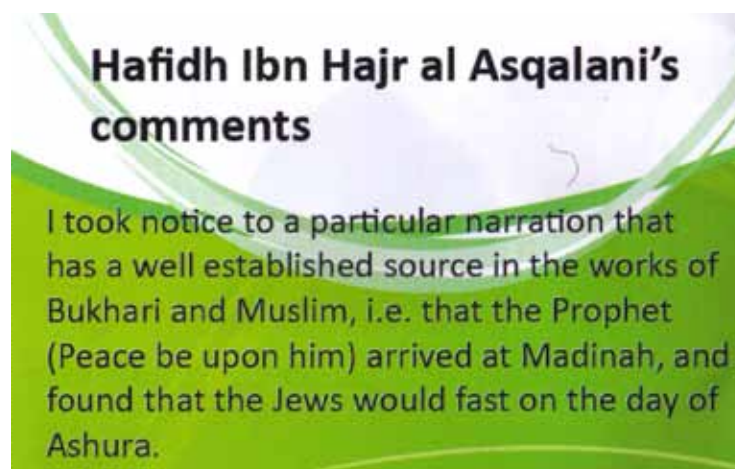 Hafidh Ibn Hajr al Asqalani’s
comments
I took notice to a particular narration that
has a well established source in the works of
Bukhari and Muslim, i.e. that the Prophet
(Peace be upon him) arrived at Madinah, and
found that the Jews would fast on the day of
Ashura.